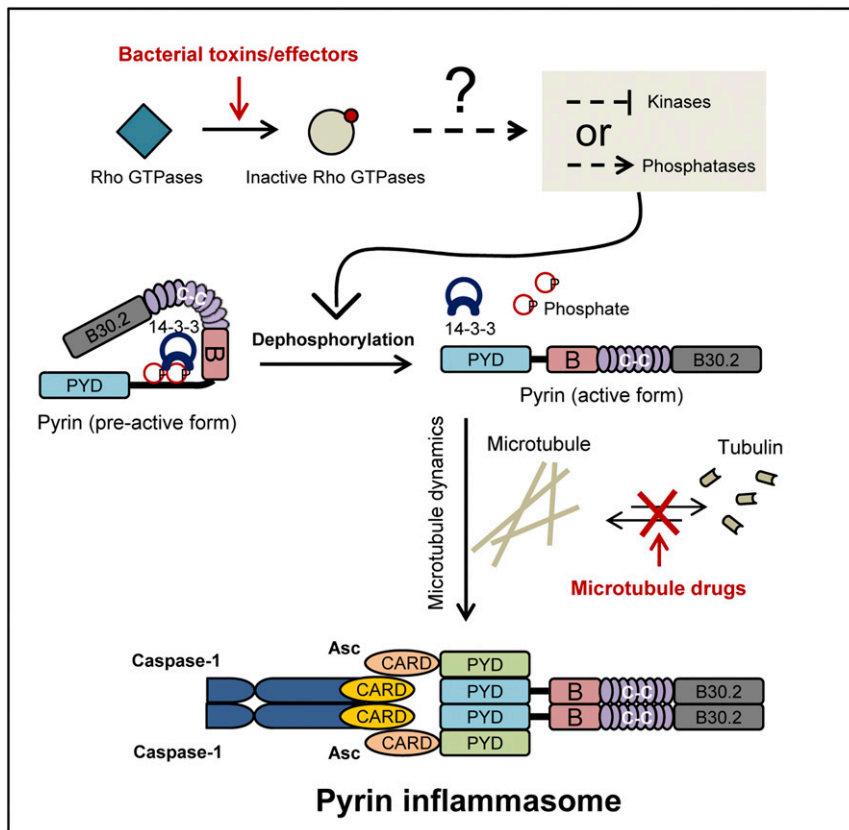 Bacterial toxins/effectors
Rho GTPases
Inactive Rho GTPases
?
Kinases
or
Phosphatases
B30.2
C-C
14-3-3
B
P P
PYD
Pyrin (pre-active form)
Dephosphorylation
14-3-3
P
P
Phosphate
PYD
B
C-C
B30.2
Pyrin (active form)
Microtubule dynamics
Microtubule
Tubulin
Microtubule drugs
Caspase-1
Asc
CARD
PYD
CARD
PYD
B
C-C
B30.2
CARD
PYD
B
C-C
B30.2
Caspase-1
Asc
CARD
PYD
Pyrin inflammasome